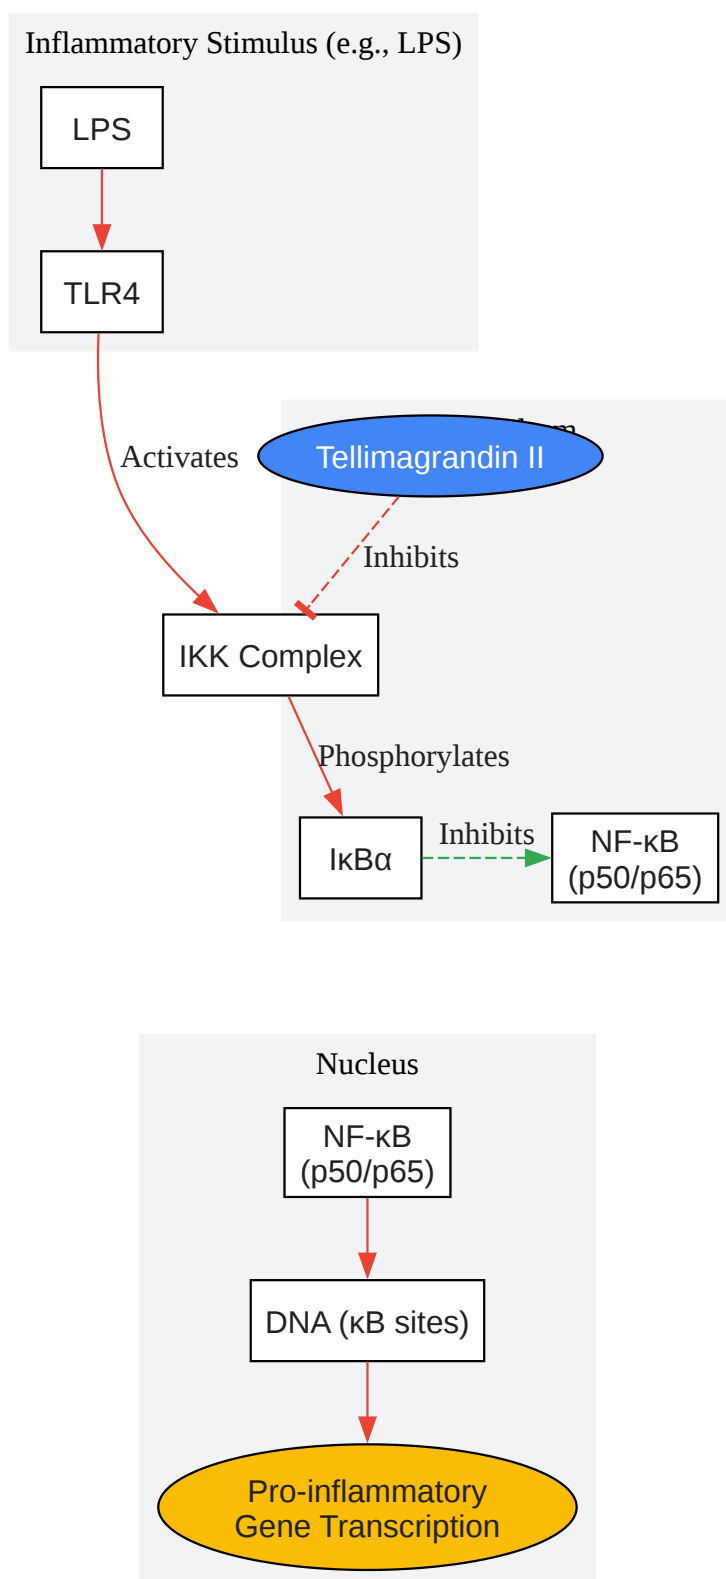 Inflammatory Stimulus (e.g., LPS)
LPS
TLR4
Activates
Tellimagrandin II
Inhibits
IKK Complex
Phosphorylates
IκBα
Inhibits
NF-κB
(p50/p65)
Nucleus
NF-κB
(p50/p65)
DNA (κB sites)
Pro-inflammatory
Gene Transcription